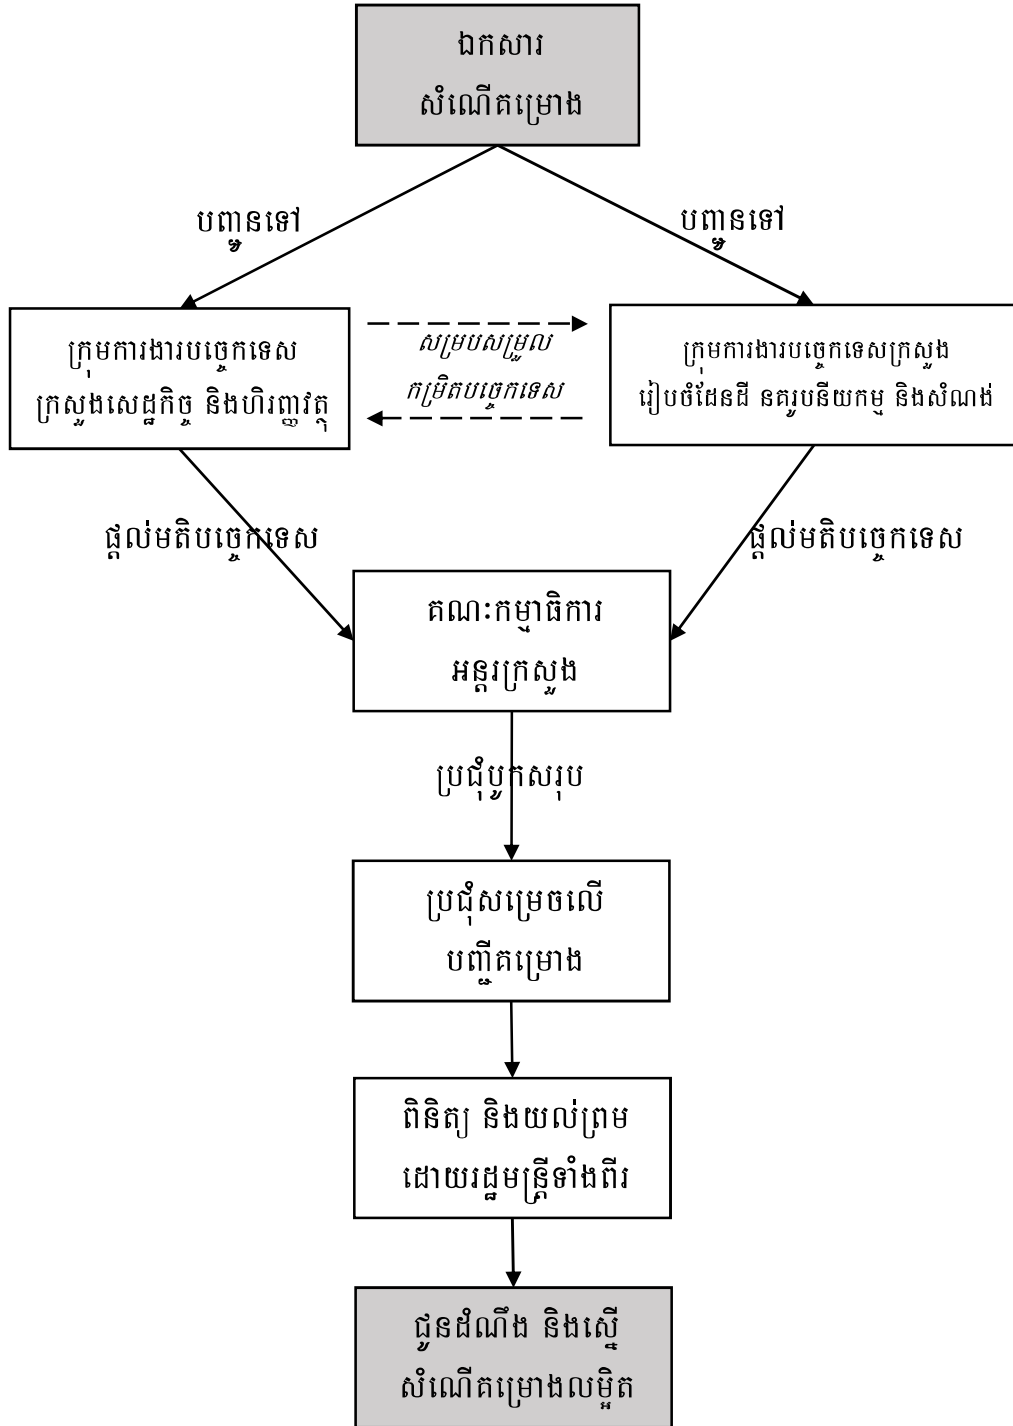 ឯកសារ
សំណើគម្រោង
បញ្ជូនទៅ
បញ្ជូនទៅ
ក្រុមការងារបច្ចេកទេស
ក្រសួងសេដ្ឋកិច្ច និងហិរញ្ញវត្ថុ
សម្របសម្រួល
កម្រិតបច្ចេកទេស
ក្រុមការងារបច្ចេកទេសក្រសួង
រៀបចំដែនដី នគរូបនីយកម្ម និងសំណង់
ផ្តល់មតិបច្ចេកទេស
ផ្តល់មតិបច្ចេកទេស
គណៈកម្មាធិការ
អន្តរក្រសួង
ប្រជុំបូកសរុប
ប្រជុំសម្រេចលើ
បញ្ជីគម្រោង
ពិនិត្យ និងយល់ព្រម
ដោយរដ្ឋមន្ត្រីទាំងពីរ
ជូនដំណឹង និងស្នើ
សំណើគម្រោងលម្អិត